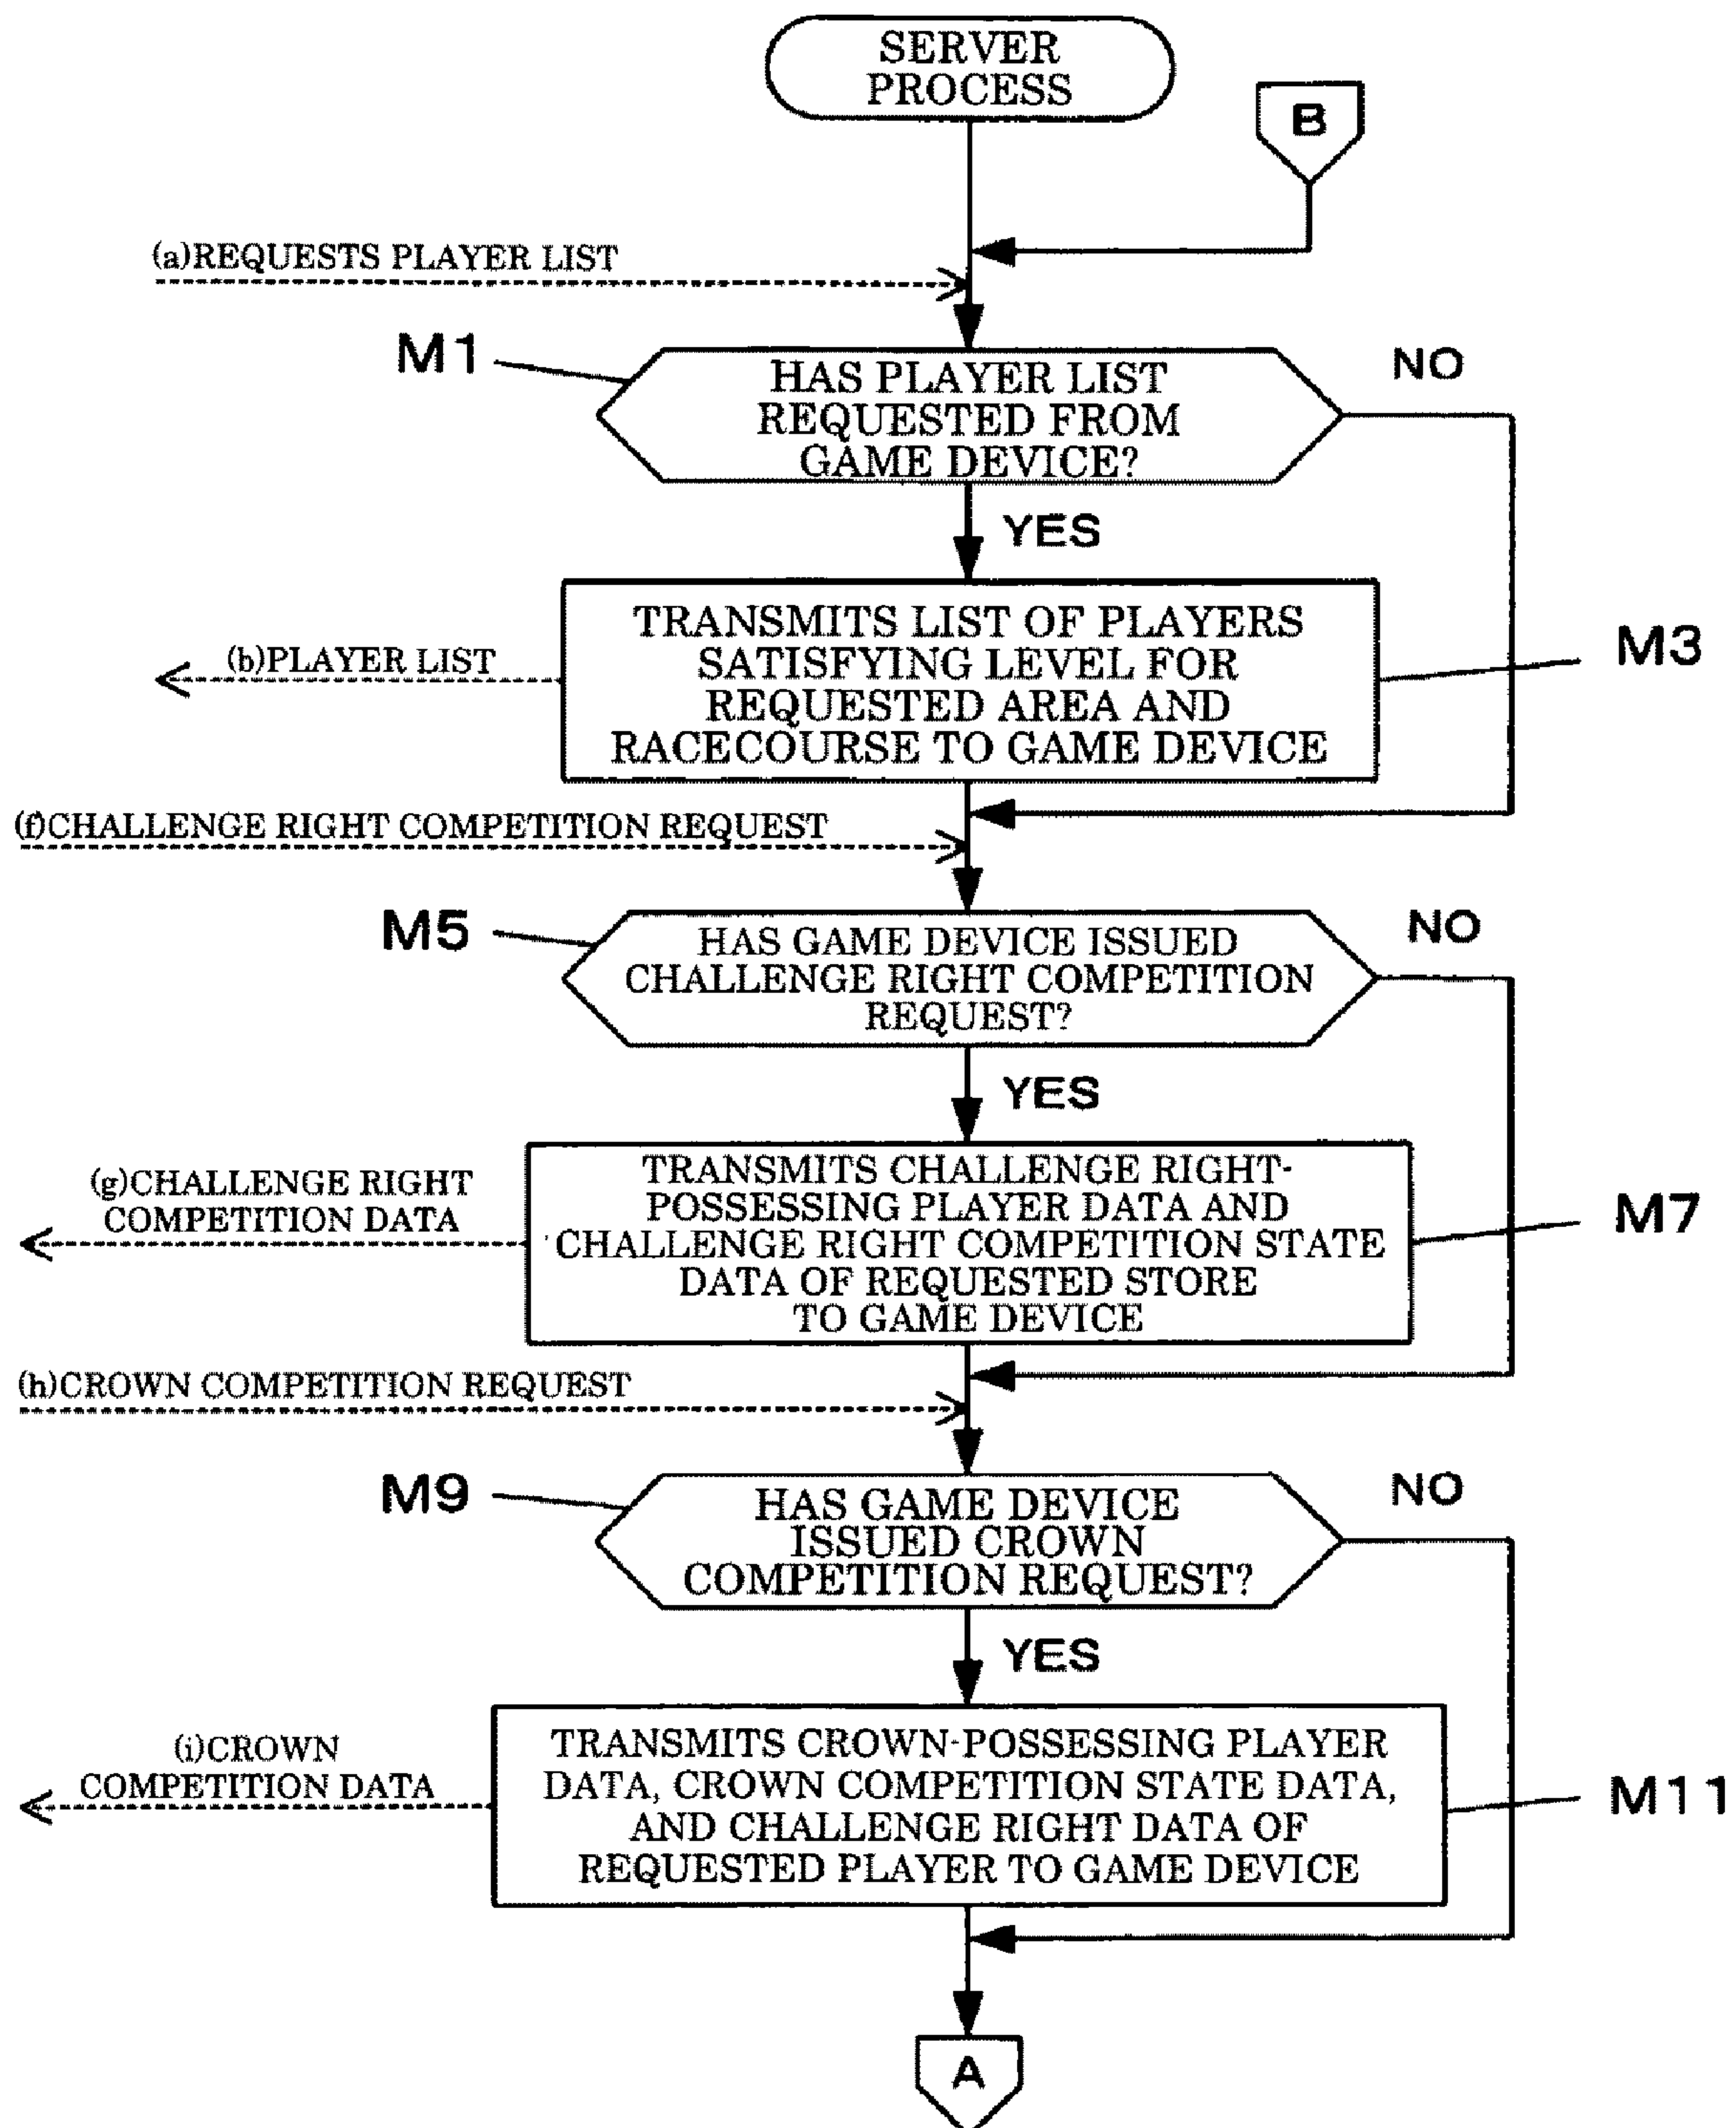 SERVER
PROCESS
B
(a)REQUESTS PLAYER LIST
M1
HAS PLAYER LIST
REQUESTED FROM
GAME DEVICE?
NO
YES
TRANSMITS LIST OF PLAYERS
SATISFYING LEVEL FOR
REQUESTED AREA AND
RACECOURSE TO GAME DEVICE
M3
(b)PLAYER LIST
(f)CHALLENGE RIGHT COMPETITION REQUEST
M5
HAS GAME DEVICE ISSUED
CHALLENGE RIGHT COMPETITION
REQUEST?
NO
YES
TRANSMITS CHALLENGE RIGHT-
POSSESSING PLAYER DATA AND
CHALLENGE RIGHT COMPETITION STATE
DATA OF REQUESTED STORE
TO GAME DEVICE
M7
(g)CHALLENGE RIGHT
COMPETITION DATA
(h)CROWN COMPETITION REQUEST
M9
HAS GAME DEVICE
ISSUED CROWN
COMPETITION REQUEST?
NO
YES
TRANSMITS CROWN-POSSESSING PLAYER
DATA, CROWN COMPETITION STATE DATA,
AND CHALLENGE RIGHT DATA OF
REQUESTED PLAYER TO GAME DEVICE
M11
(i)CROWN
COMPETITION DATA
A